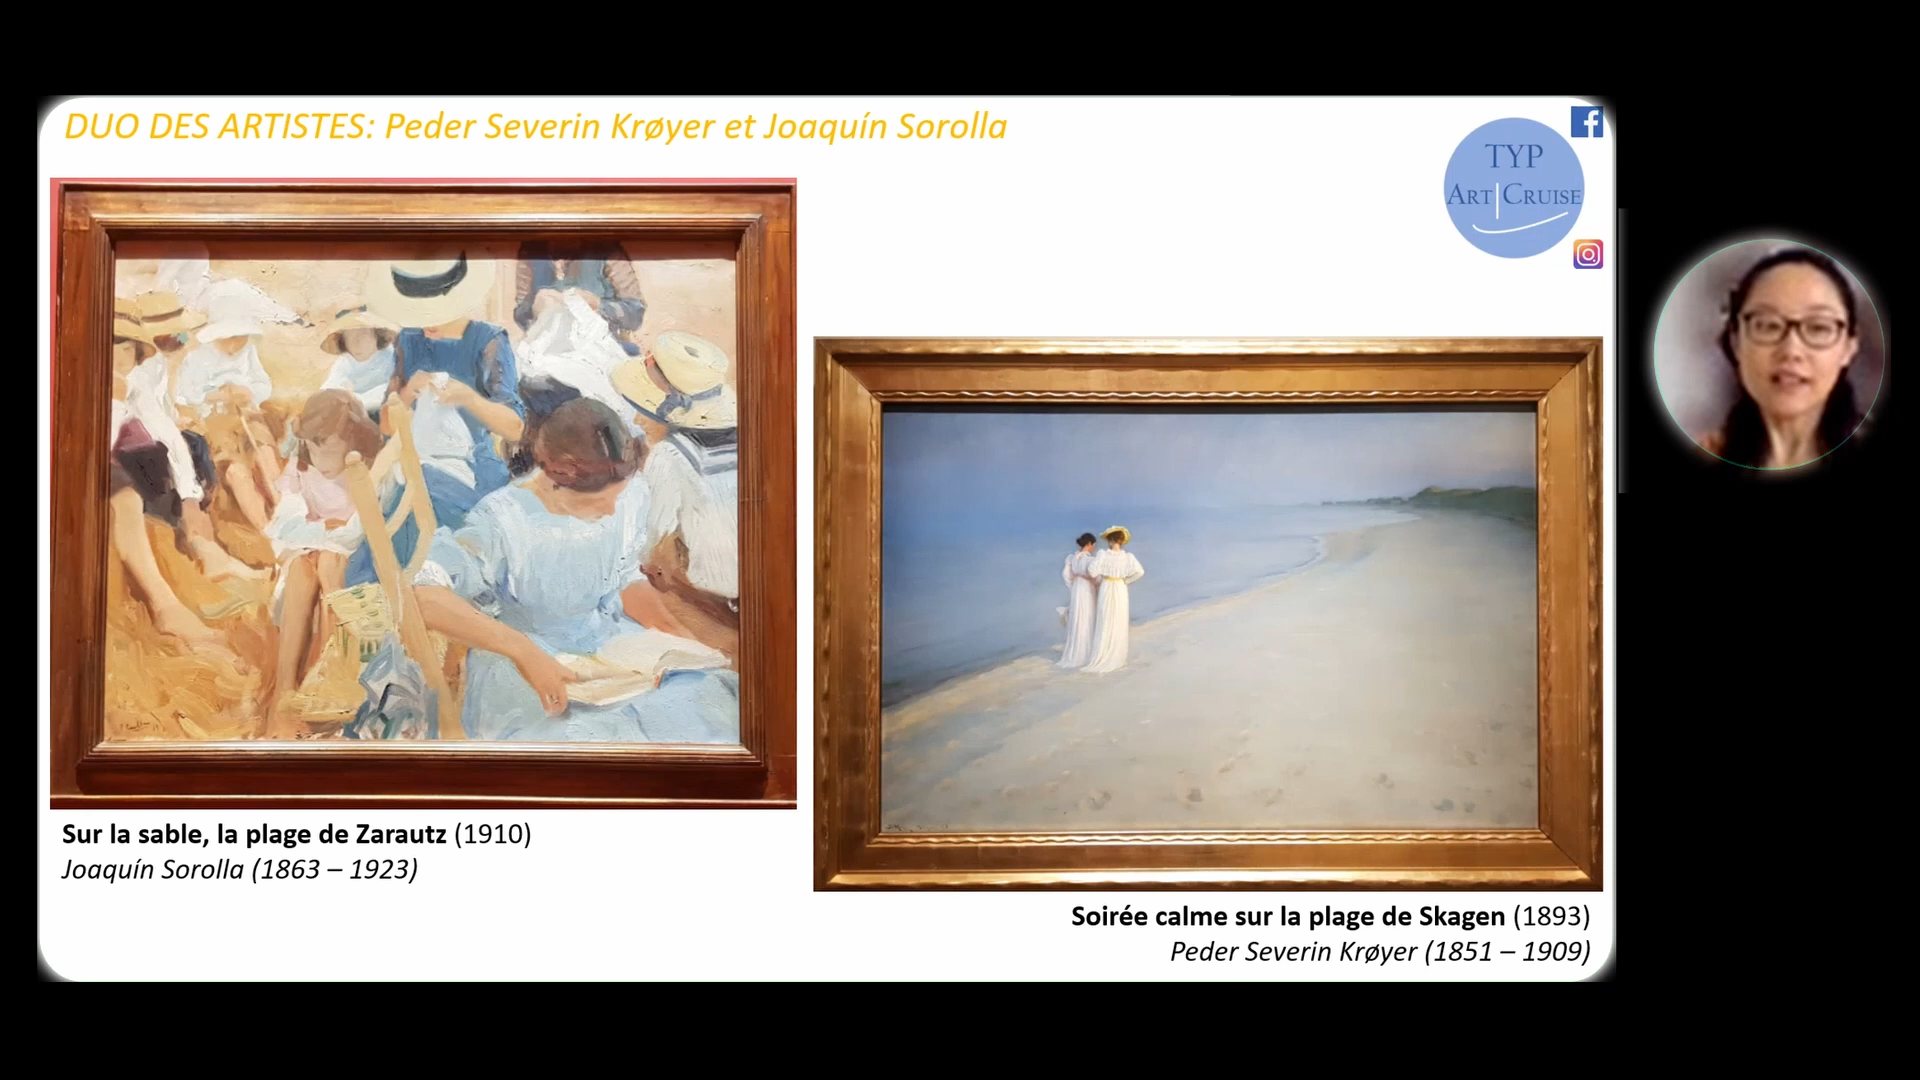 DUO DES ARTISTES: Peder Severin Krøyer et Joaquín Sorolla
TYP
ART|CRUISE
Sur la sable, la plage de Zarautz (1910)
Joaquín Sorolla (1863 – 1923)
Soirée calme sur la plage de Skagen (1893)
Peder Severin Krøyer (1851 – 1909)